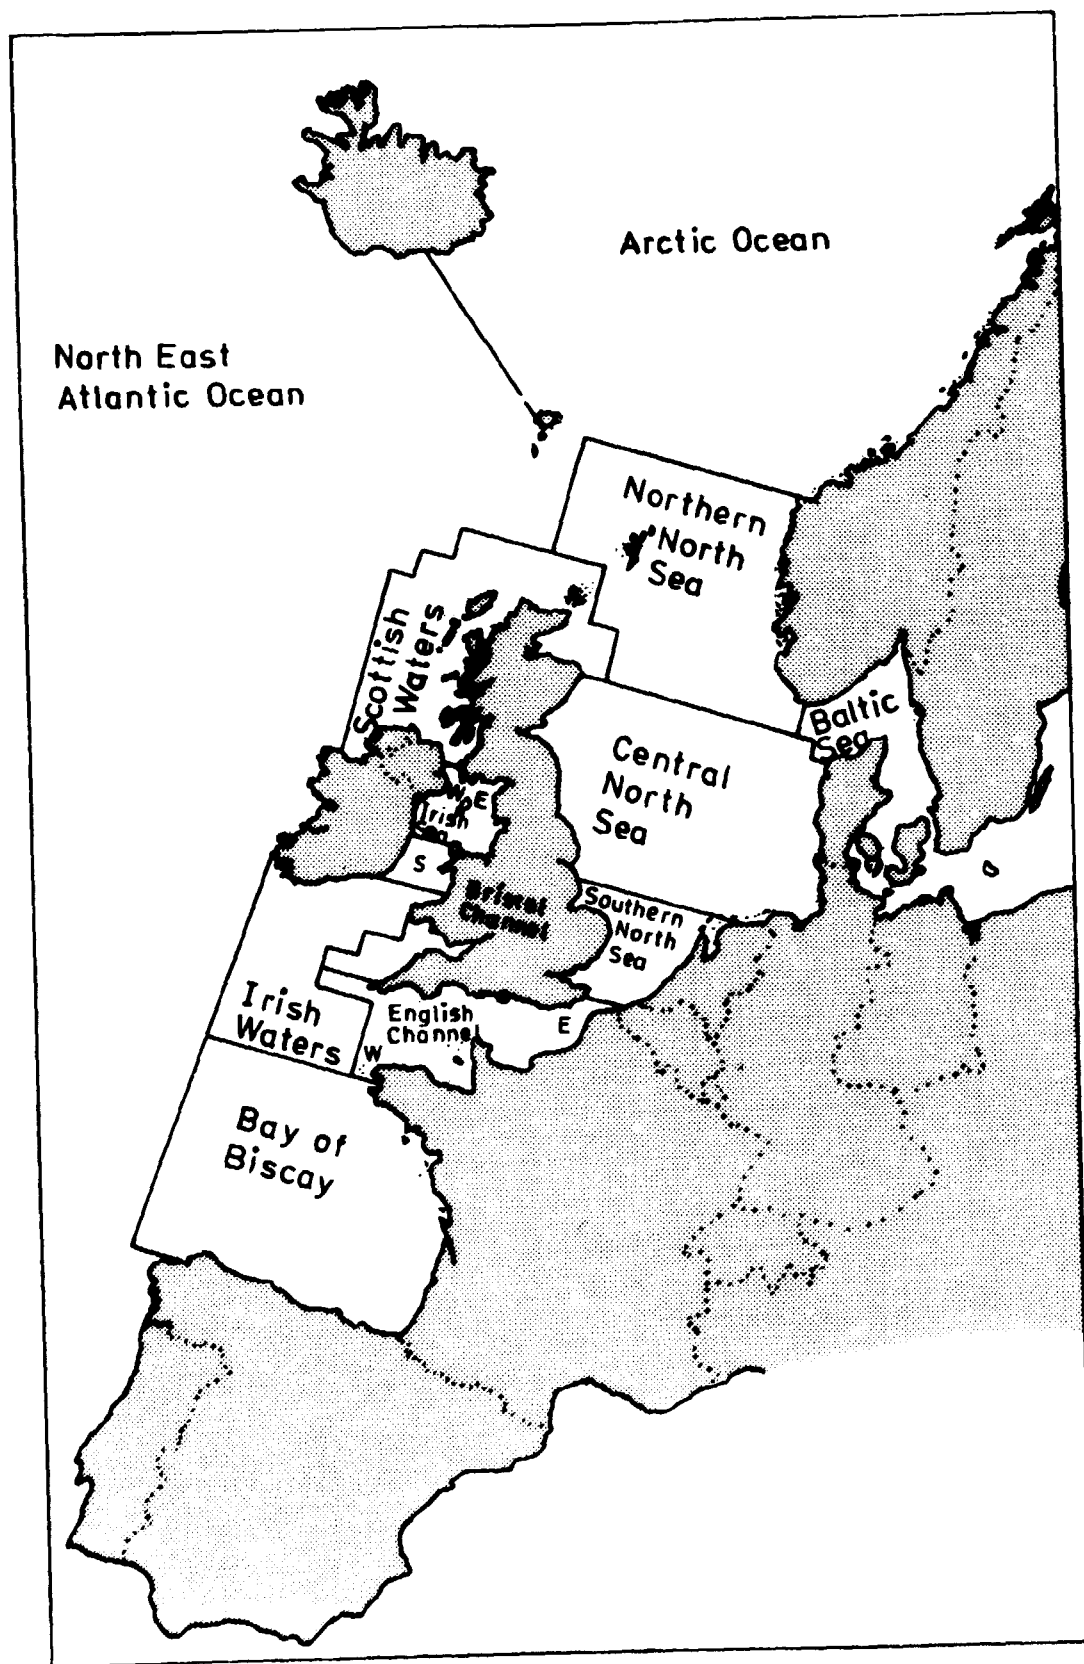 Arctic Ocean
North East
Atlantic Ocean
Northern
North
Sea
Scottish
Waters
Baltic
Sea
Central
North
Sea
W
E
Irish
Sea
S
Bristol
Channel
Southern
North
Sea
Irish
Waters
English
Channel
E
W
Bay of
Biscay